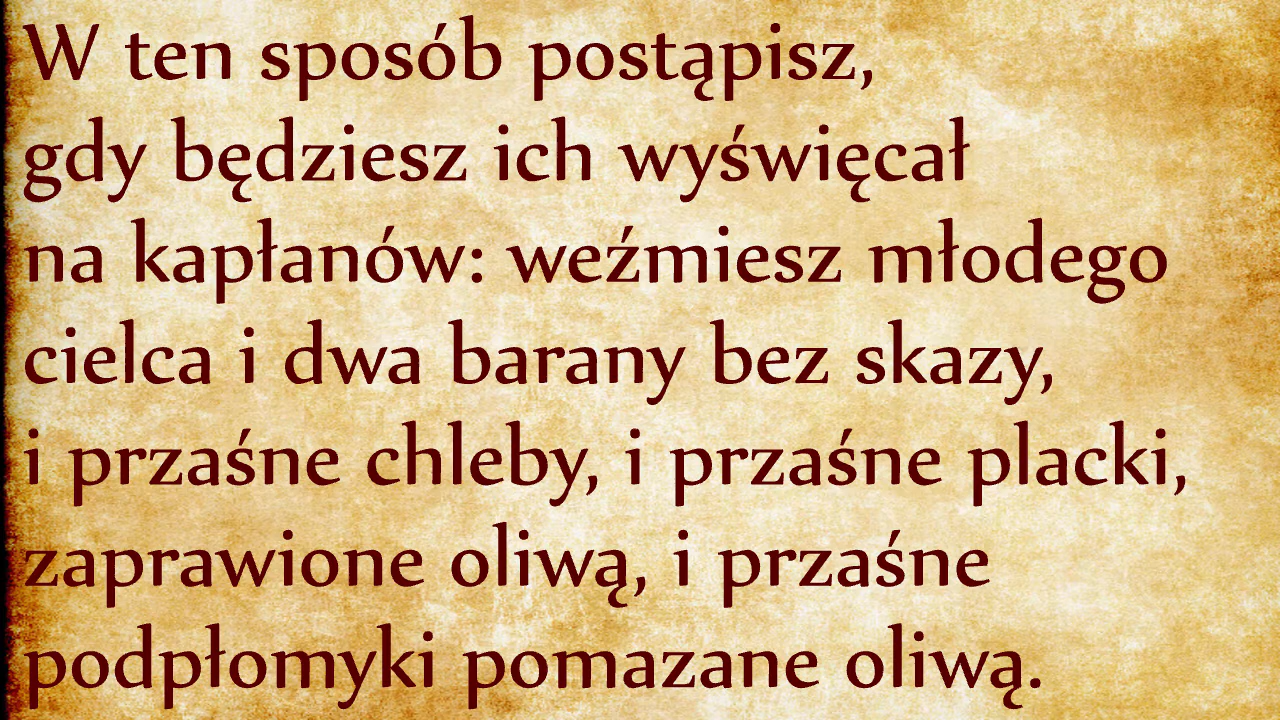 W ten sposób postąpisz,
gdy będziesz ich wyświęcał
na kapłanów: weźmiesz młodego
cielca i dwa barany bez skazy,
i przaśne chleby, i przaśne placki,
zaprawione oliwą, i przaśne
podpłomyki pomazane oliwą.